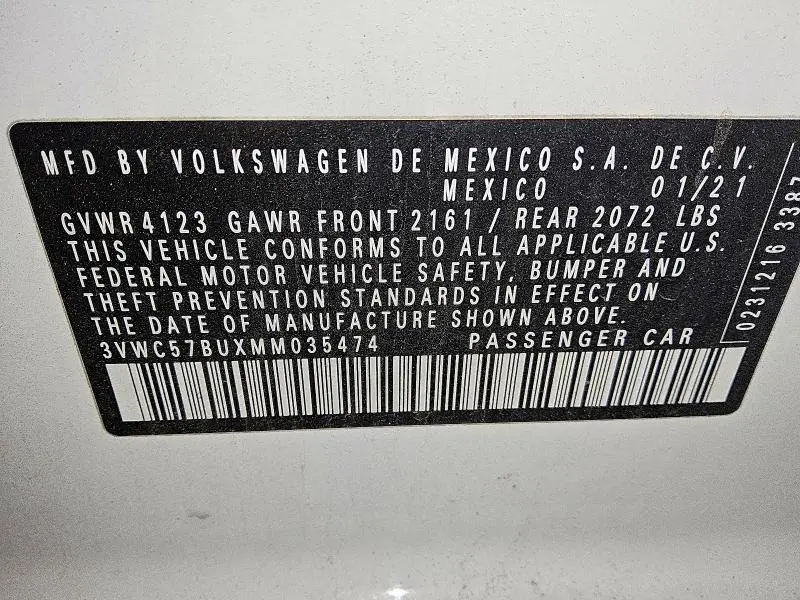 MFD BY VOLKSWAGEN DE MEXICO S.A. DE C.V.
MEXICO 01/21
GVWR 4123 GAWR FRONT 2161 / REAR 2072 LBS
THIS VEHICLE CONFORMS TO ALL APPLICABLE U.S.
FEDERAL MOTOR VEHICLE SAFETY, BUMPER AND
THEFT PREVENTION STANDARDS IN EFFECT ON
THE DATE OF MANUFACTURE SHOWN ABOVE.
3VWC57BUXMM035474 PASSENGER CAR
0231216 3387